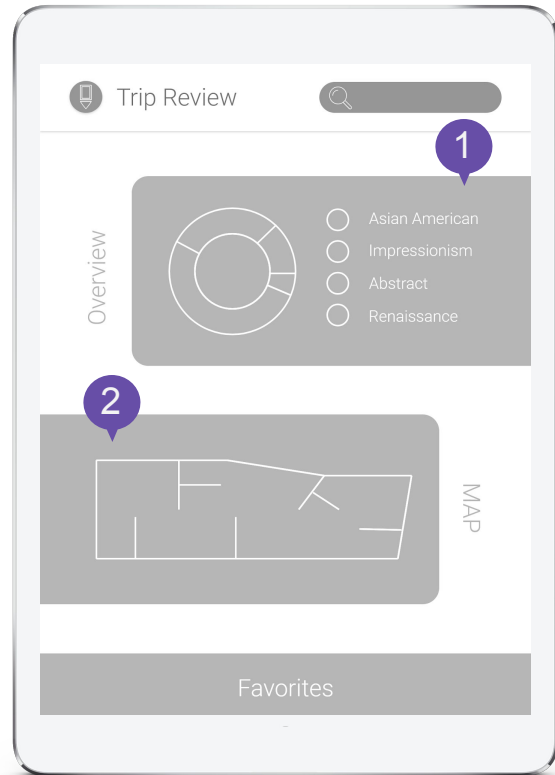 Trip Review
1
Overview
Asian American
Impressionism
Abstract
Renaissance
2
MAP
Favorites